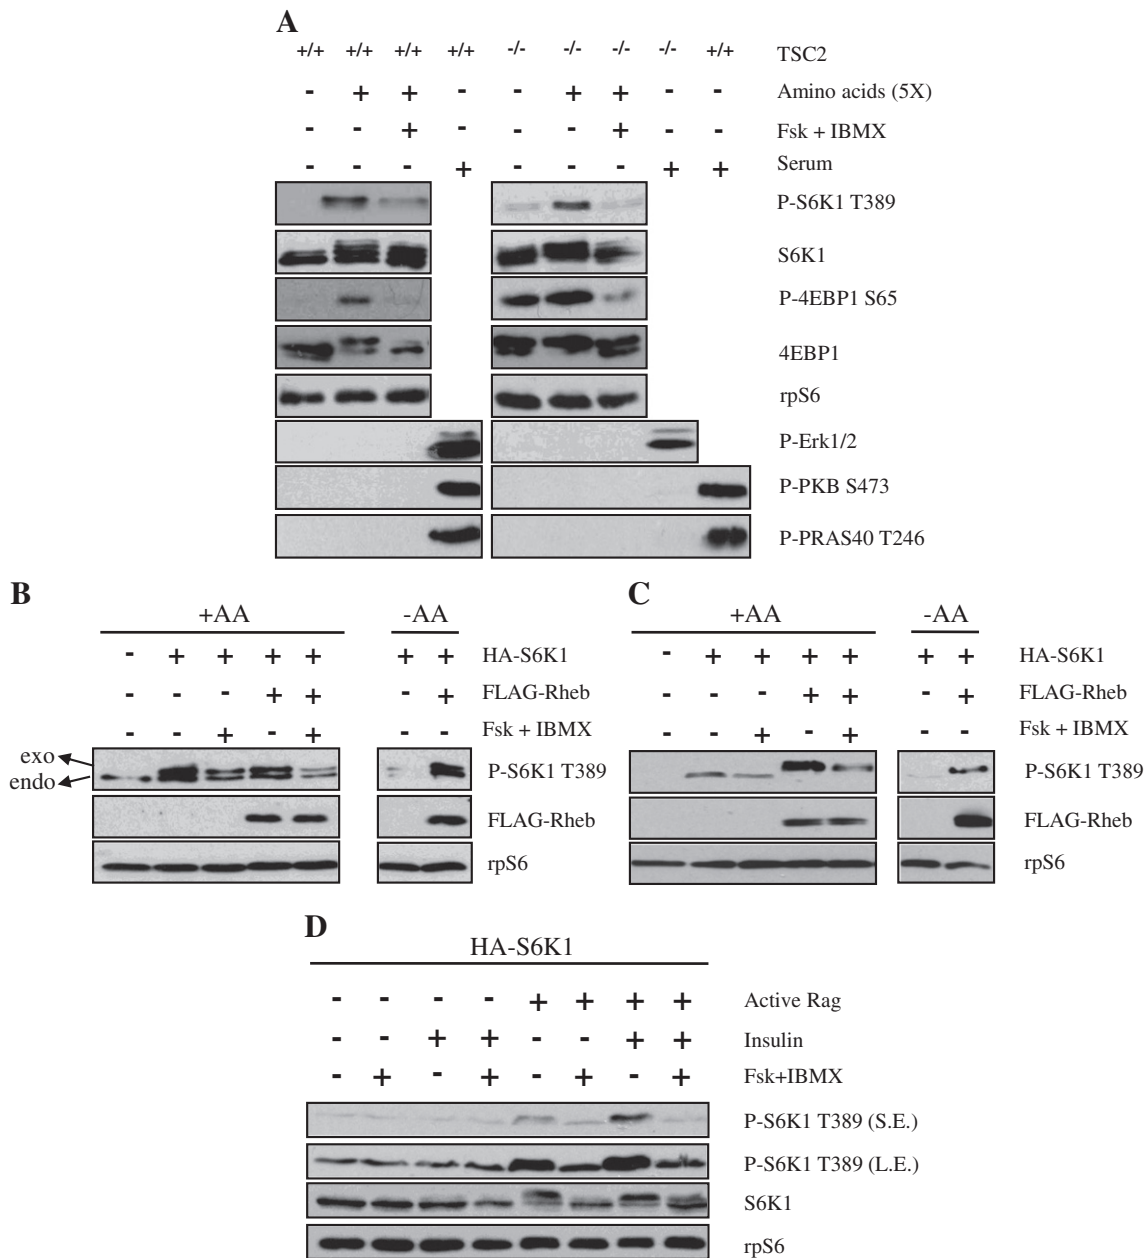 A
+/+ +/+ +/+ +/+ -/- -/- -/- -/- +/+ TSC2
- + + - - + + - - Amino acids (5X)
- - + - - - + - - Fsk + IBMX
- - - + - - - + + Serum
P-S6K1 T389
S6K1
P-4EBP1 S65
4EBP1
rpS6
P-Erk1/2
P-PKB S473
P-PRAS40 T246
B
+AA -AA
- + + + + + + HA-S6K1
- - - + + - + FLAG-Rheb
- - + - + - - Fsk + IBMX
exo
endo
P-S6K1 T389
FLAG-Rheb
rpS6
C
+AA -AA
- + + + + + + HA-S6K1
- - - + + - + FLAG-Rheb
- - + - + - - Fsk + IBMX
P-S6K1 T389
FLAG-Rheb
rpS6
D
HA-S6K1
- - - - + + + + Active Rag
- - + + - - + + Insulin
- + - + - + - + Fsk+IBMX
P-S6K1 T389 (S.E.)
P-S6K1 T389 (L.E.)
S6K1
rpS6